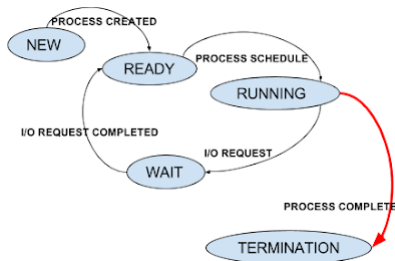 PROCESS CREATED
NEW
READY
PROCESS SCHEDULE
RUNNING
I/O REQUEST COMPLETED
I/O REQUEST
WAIT
PROCESS COMPLETE
TERMINATION